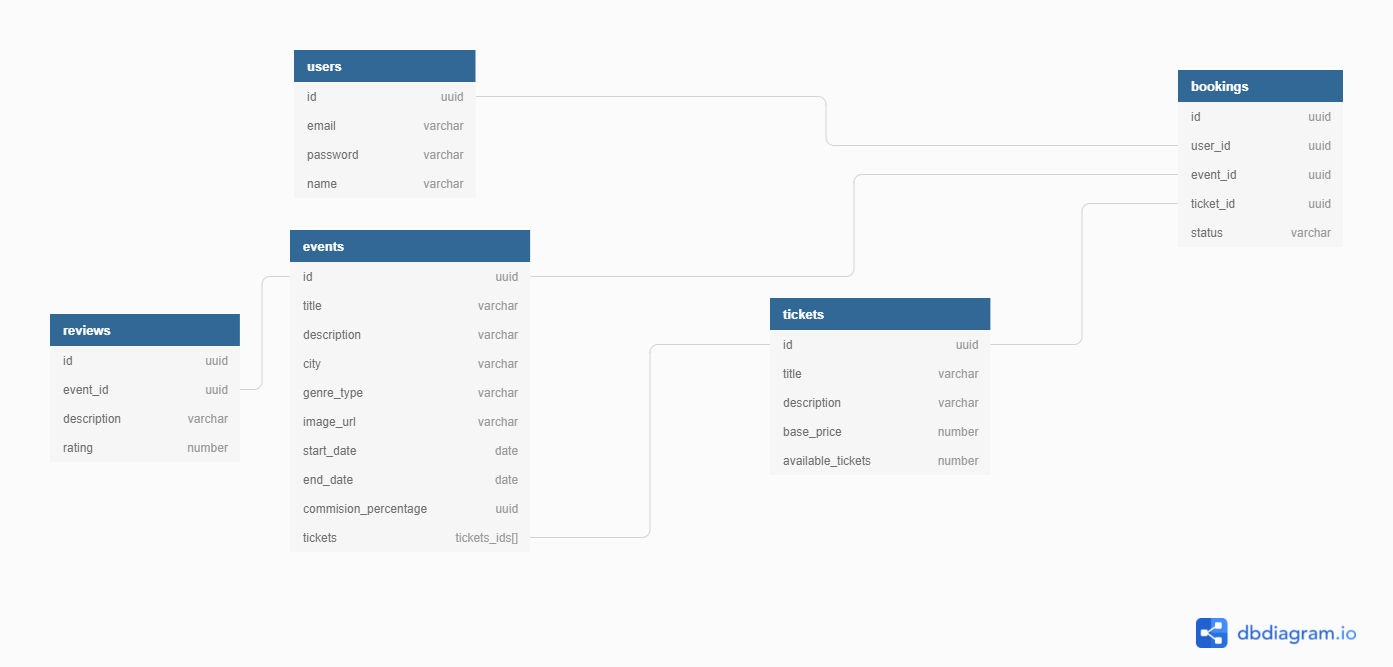 users
id uuid
email varchar
password varchar
name varchar
bookings
id uuid
user_id uuid
event_id uuid
ticket_id uuid
status varchar
events
id uuid
title varchar
description varchar
city varchar
genre_type varchar
image_url varchar
start_date date
end_date date
commision_percentage uuid
tickets tickets_ids[]
reviews
id uuid
event_id uuid
description varchar
rating number
tickets
id uuid
title varchar
description varchar
base_price number
available_tickets number
dbdiagram.io